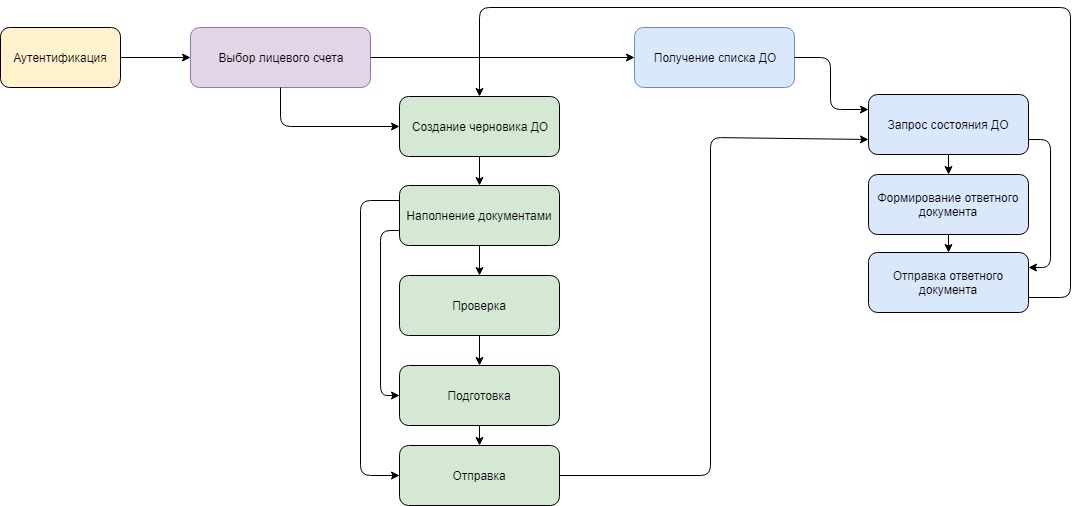 Аутентификация
Выбор лицевого счета
Получение списка ДО
Создание черновика ДО
Запрос состояния ДО
Наполнение документами
Формирование ответного
документа
Проверка
Отправка ответного
документа
Подготовка
Отправка